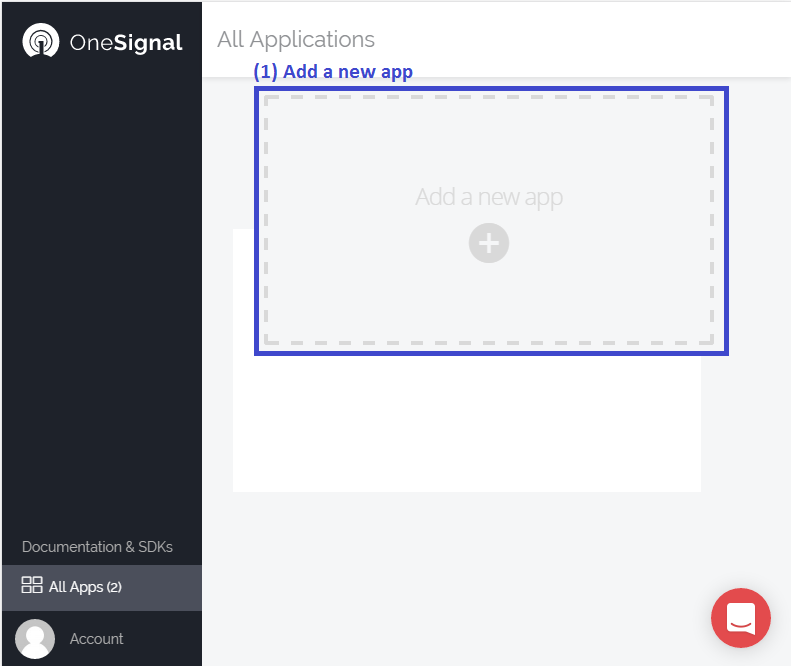 OneSignal
All Applications
(1) Add a new app
Add a new app
Documentation & SDKs
All Apps (2)
Account